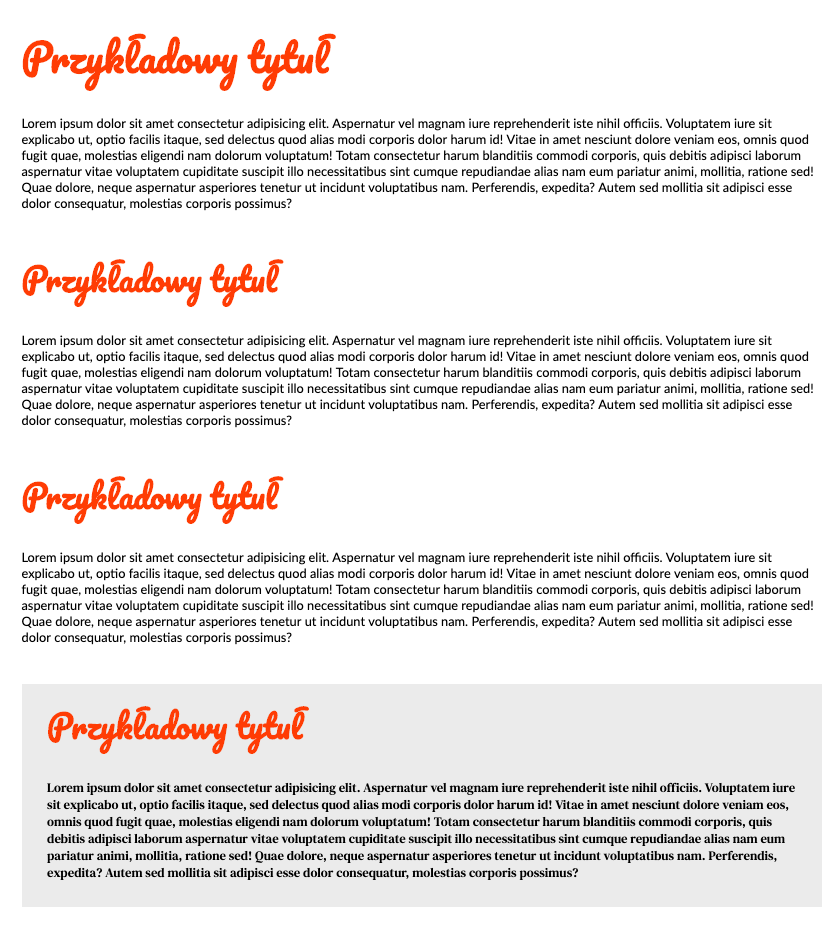 Przykładowy tytuł
Lorem ipsum dolor sit amet consectetur adipisicing elit. Aspernatur vel magnam iure reprehenderit iste nihil officiis. Voluptatem iure sit
explicabo ut, optio facilis itaque, sed delectus quod alias modi corporis dolor harum id! Vitae in amet nesciunt dolore veniam eos, omnis quod
fugit quae, molestias eligendi nam dolorum voluptatum! Totam consectetur harum blanditiis commodi corporis, quis debitis adipisci laborum
aspernatur vitae voluptatem cupiditate suscipit illo necessitatibus sint cumque repudiandae alias nam eum pariatur animi, mollitia, ratione sed!
Quae dolore, neque aspernatur asperiores tenetur ut incidunt voluptatibus nam. Perferendis, expedita? Autem sed mollitia sit adipisci esse
dolor consequatur, molestias corporis possimus?
Przykładowy tytuł
Lorem ipsum dolor sit amet consectetur adipisicing elit. Aspernatur vel magnam iure reprehenderit iste nihil officiis. Voluptatem iure sit
explicabo ut, optio facilis itaque, sed delectus quod alias modi corporis dolor harum id! Vitae in amet nesciunt dolore veniam eos, omnis quod
fugit quae, molestias eligendi nam dolorum voluptatum! Totam consectetur harum blanditiis commodi corporis, quis debitis adipisci laborum
aspernatur vitae voluptatem cupiditate suscipit illo necessitatibus sint cumque repudiandae alias nam eum pariatur animi, mollitia, ratione sed!
Quae dolore, neque aspernatur asperiores tenetur ut incidunt voluptatibus nam. Perferendis, expedita? Autem sed mollitia sit adipisci esse
dolor consequatur, molestias corporis possimus?
Przykładowy tytuł
Lorem ipsum dolor sit amet consectetur adipisicing elit. Aspernatur vel magnam iure reprehenderit iste nihil officiis. Voluptatem iure sit
explicabo ut, optio facilis itaque, sed delectus quod alias modi corporis dolor harum id! Vitae in amet nesciunt dolore veniam eos, omnis quod
fugit quae, molestias eligendi nam dolorum voluptatum! Totam consectetur harum blanditiis commodi corporis, quis debitis adipisci laborum
aspernatur vitae voluptatem cupiditate suscipit illo necessitatibus sint cumque repudiandae alias nam eum pariatur animi, mollitia, ratione sed!
Quae dolore, neque aspernatur asperiores tenetur ut incidunt voluptatibus nam. Perferendis, expedita? Autem sed mollitia sit adipisci esse
dolor consequatur, molestias corporis possimus?
Przykładowy tytuł
Lorem ipsum dolor sit amet consectetur adipisicing elit. Aspernatur vel magnam iure reprehenderit iste nihil officiis. Voluptatem iure
sit explicabo ut, optio facilis itaque, sed delectus quod alias modi corporis dolor harum id! Vitae in amet nesciunt dolore veniam eos,
omnis quod fugit quae, molestias eligendi nam dolorum voluptatum! Totam consectetur harum blanditiis commodi corporis, quis
debitis adipisci laborum aspernatur vitae voluptatem cupiditate suscipit illo necessitatibus sint cumque repudiandae alias nam eum
pariatur animi, mollitia, ratione sed! Quae dolore, neque aspernatur asperiores tenetur ut incidunt voluptatibus nam. Perferendis,
expedita? Autem sed mollitia sit adipisci esse dolor consequatur, molestias corporis possimus?